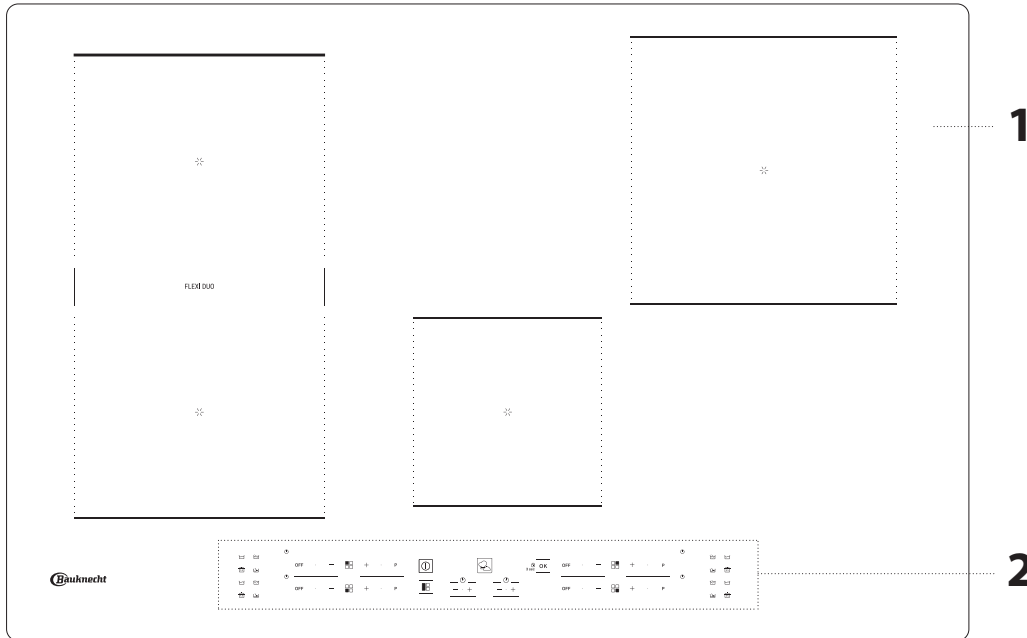 1
FLEXI DUO
2
Bauknecht
OFF P OK OFF P
OFF P OFF P